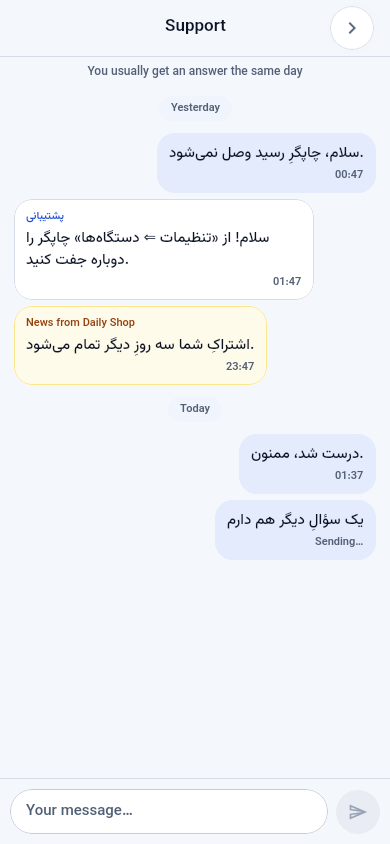 Support
You usually get an answer the same day
Yesterday
سلام، چاپگرِ رسید وصل نمی‌شود.
00:47
پشتیبانی
سلام! از «تنظیمات ⇐ دستگاه‌ها» چاپگر را
دوباره جفت کنید.
01:47
News from Daily Shop
اشتراکِ شما سه روزِ دیگر تمام می‌شود.
23:47
Today
درست شد، ممنون.
01:37
یک سؤالِ دیگر هم دارم
Sending…
Your message…